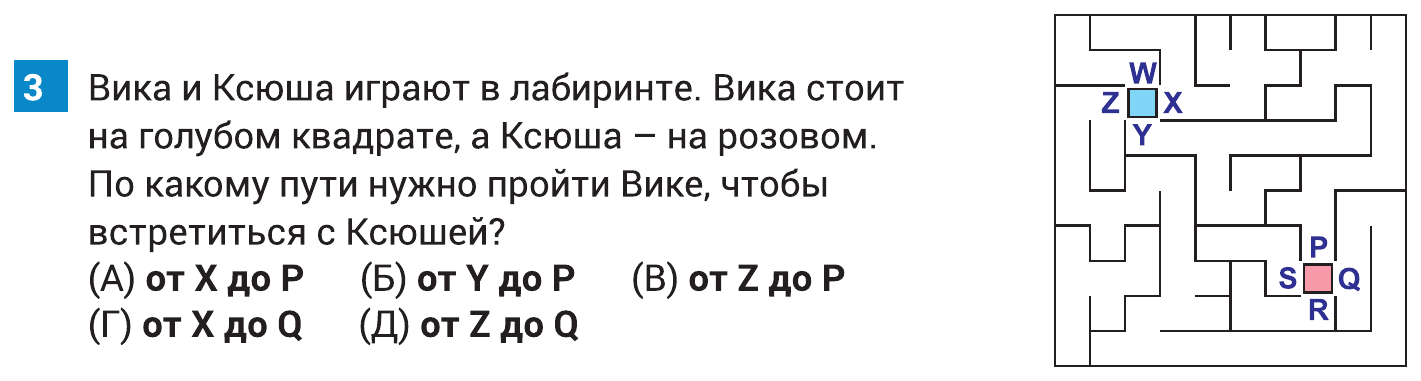 3 Вика и Ксюша играют в лабиринте. Вика стоит
на голубом квадрате, а Ксюша – на розовом.
По какому пути нужно пройти Вике, чтобы
встретиться с Ксюшей?
(А) от X до P (Б) от Y до P (В) от Z до P
(Г) от X до Q (Д) от Z до Q
W
Z X
Y
P
S Q
R